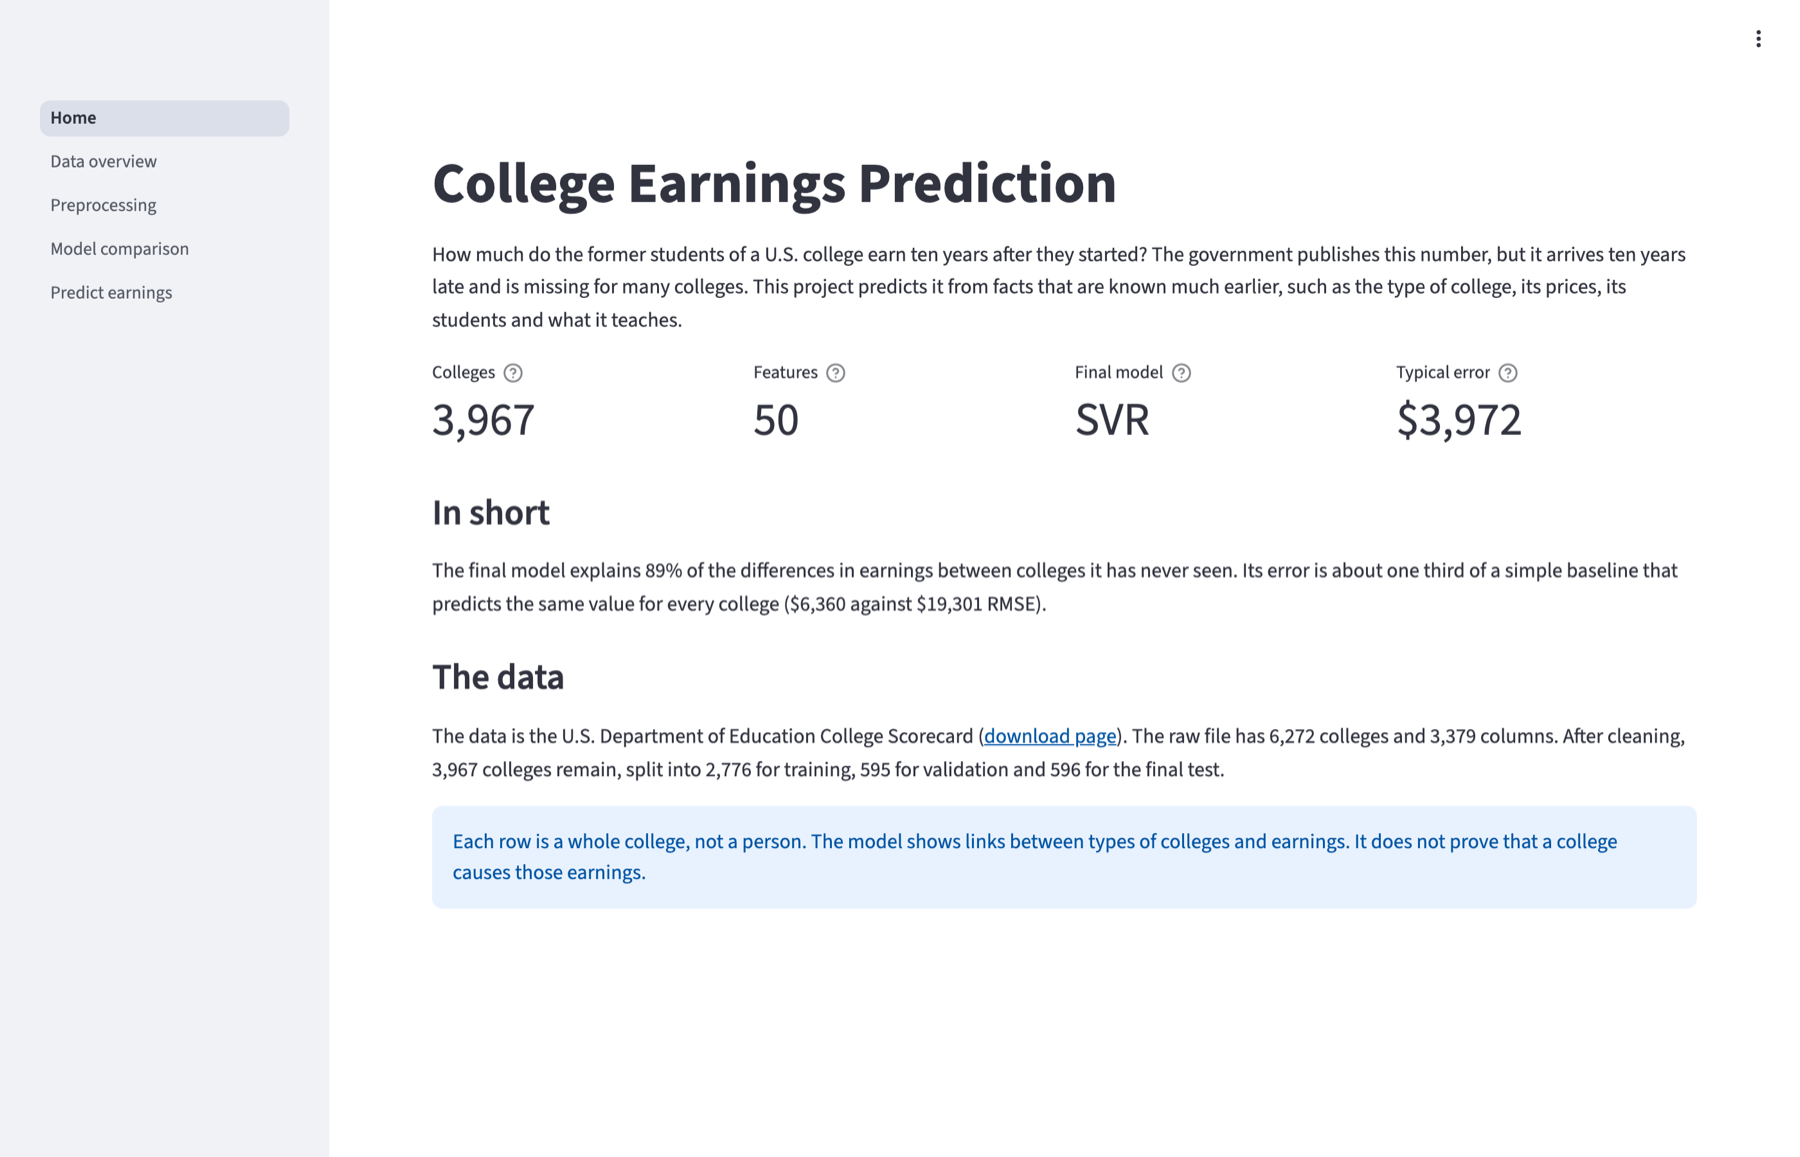 Home
Data overview
Preprocessing
Model comparison
Predict earnings
College Earnings Prediction
How much do the former students of a U.S. college earn ten years after they started? The government publishes this number, but it arrives ten years
late and is missing for many colleges. This project predicts it from facts that are known much earlier, such as the type of college, its prices, its
students and what it teaches.
Colleges
3,967
Features
50
Final model
SVR
Typical error
$3,972
In short
The final model explains 89% of the differences in earnings between colleges it has never seen. Its error is about one third of a simple baseline that
predicts the same value for every college ($6,360 against $19,301 RMSE).
The data
The data is the U.S. Department of Education College Scorecard (download page). The raw file has 6,272 colleges and 3,379 columns. After cleaning,
3,967 colleges remain, split into 2,776 for training, 595 for validation and 596 for the final test.
Each row is a whole college, not a person. The model shows links between types of colleges and earnings. It does not prove that a college
causes those earnings.